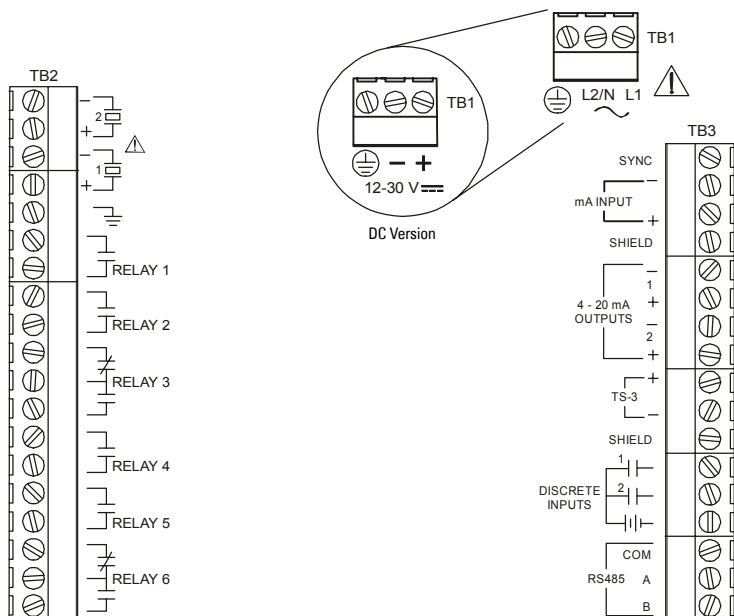 TB2
-
2
+
-
1
+
RELAY 1
RELAY 2
RELAY 3
RELAY 4
RELAY 5
RELAY 6
TB1
- +
12-30 V
DC Version
TB1
L2/N L1
TB3
SYNC
-
mA INPUT
+
SHIELD
-
1
+
4 - 20 mA
OUTPUTS
-
2
+
+
TS-3
-
SHIELD
1
2
DISCRETE
INPUTS
COM
RS485 A
B